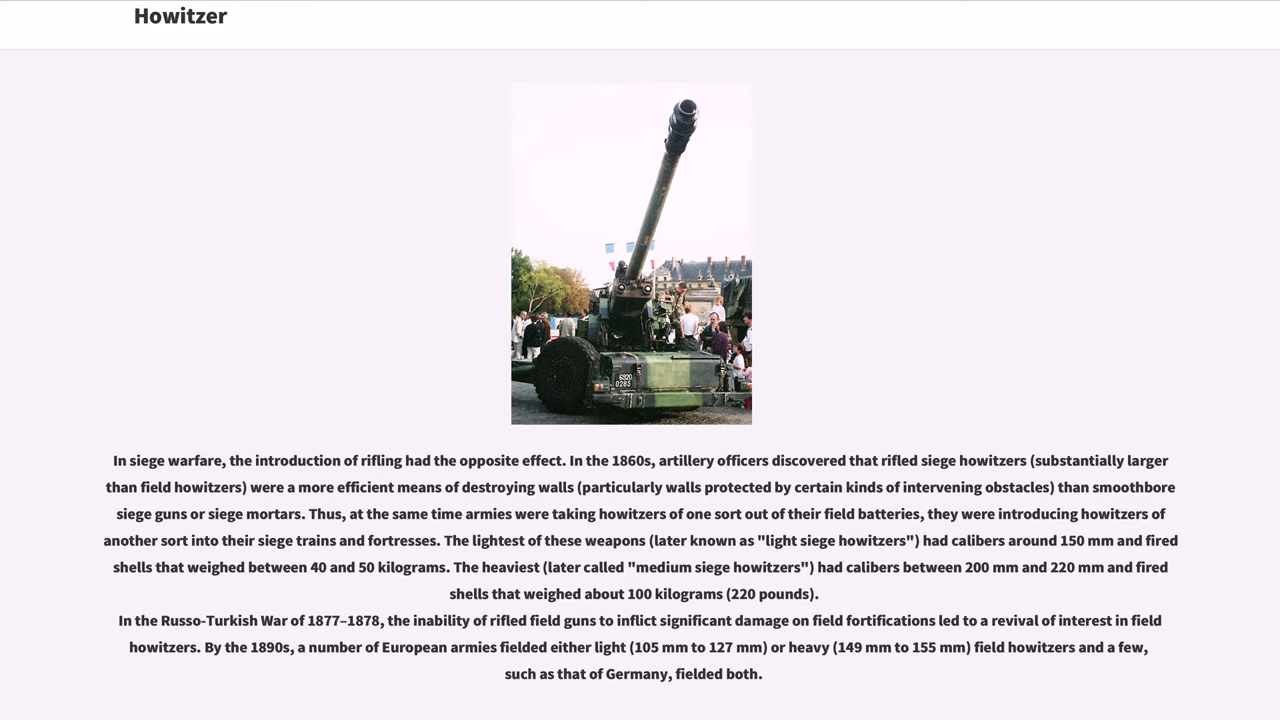 Howitzer
6920
0285
In siege warfare, the introduction of rifling had the opposite effect. In the 1860s, artillery officers discovered that rifled siege howitzers (substantially larger
than field howitzers) were a more efficient means of destroying walls (particularly walls protected by certain kinds of intervening obstacles) than smoothbore
siege guns or siege mortars. Thus, at the same time armies were taking howitzers of one sort out of their field batteries, they were introducing howitzers of
another sort into their siege trains and fortresses. The lightest of these weapons (later known as "light siege howitzers") had calibers around 150 mm and fired
shells that weighed between 40 and 50 kilograms. The heaviest (later called "medium siege howitzers") had calibers between 200 mm and 220 mm and fired
shells that weighed about 100 kilograms (220 pounds).
In the Russo-Turkish War of 1877–1878, the inability of rifled field guns to inflict significant damage on field fortifications led to a revival of interest in field
howitzers. By the 1890s, a number of European armies fielded either light (105 mm to 127 mm) or heavy (149 mm to 155 mm) field howitzers and a few,
such as that of Germany, fielded both.